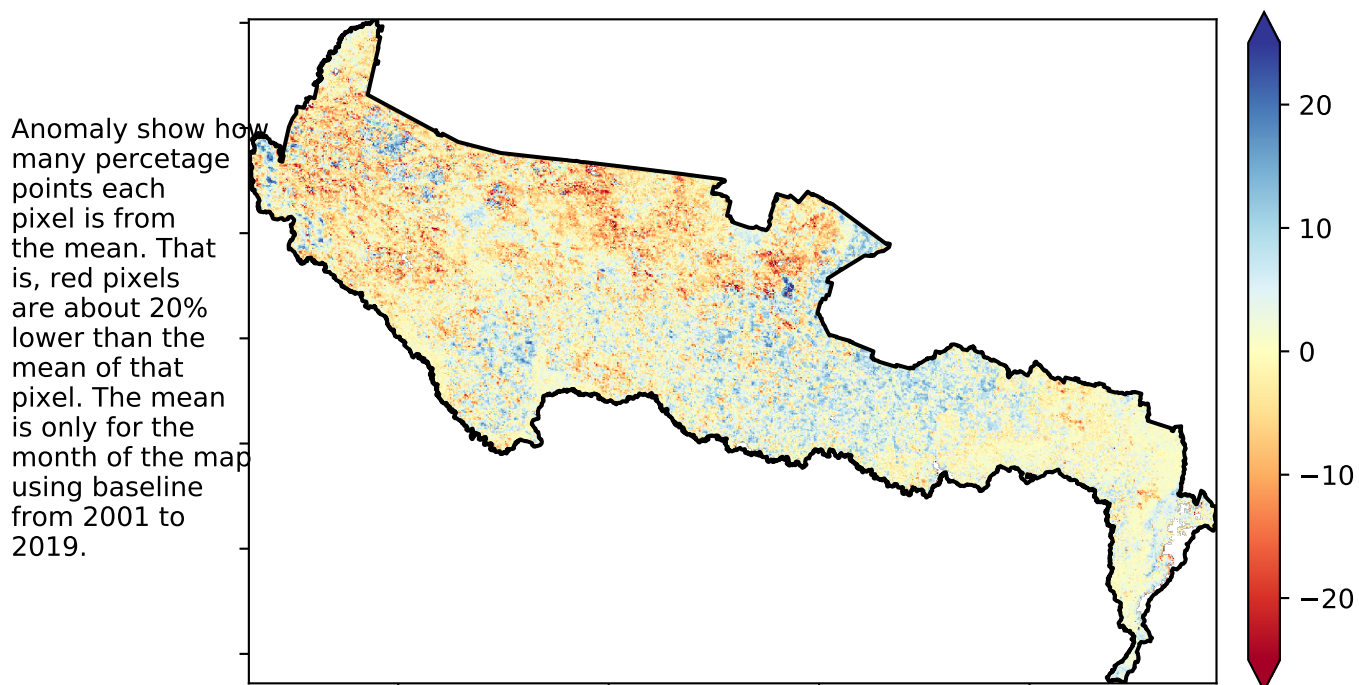 Anomaly show how
many percetage
points each
pixel is from
the mean. That
is, red pixels
are about 20%
lower than the
mean of that
pixel. The mean
is only for the
month of the map
using baseline
from 2001 to
2019.
20
10
0
−10
−20